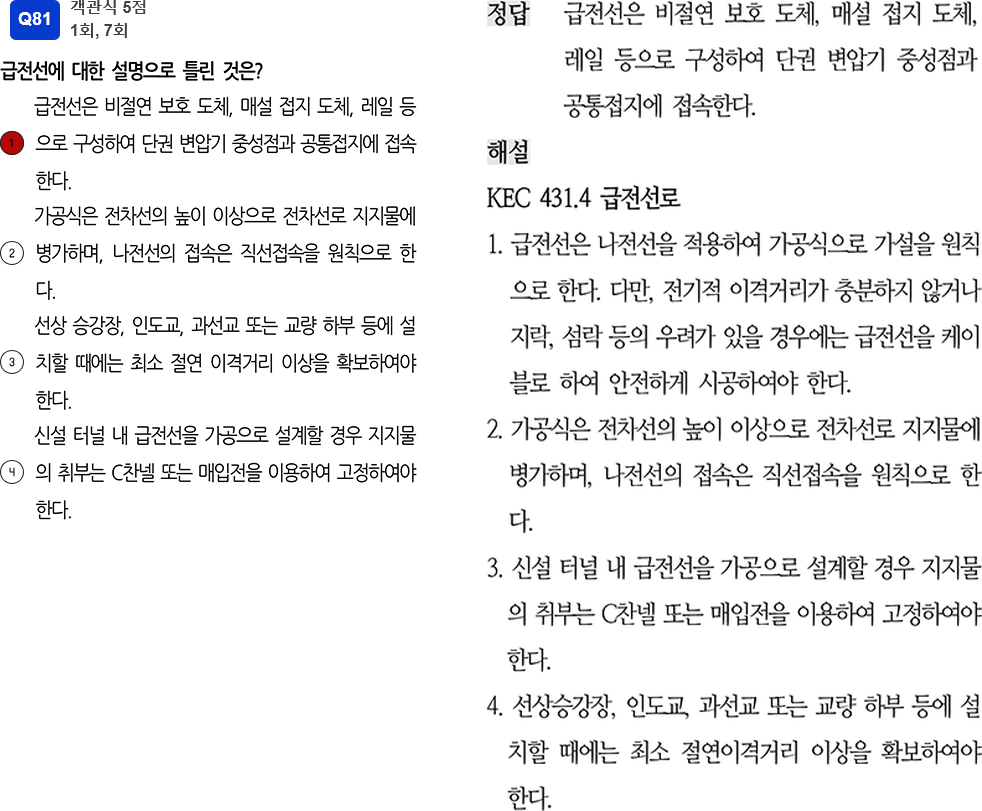 Q81
객관식 5점
1회, 7회
급전선에 대한 설명으로 틀린 것은?
급전선은 비절연 보호 도체, 매설 접지 도체, 레일 등
1 으로 구성하여 단권 변압기 중성점과 공통접지에 접속
한다.
가공식은 전차선의 높이 이상으로 전차선로 지지물에
② 병가하며, 나전선의 접속은 직선접속을 원칙으로 한
다.
선상 승강장, 인도교, 과선교 또는 교량 하부 등에 설
③ 치할 때에는 최소 절연 이격거리 이상을 확보하여야
한다.
신설 터널 내 급전선을 가공으로 설계할 경우 지지물
④ 의 취부는 C찬넬 또는 매입전을 이용하여 고정하여야
한다.
정답 급전선은 비절연 보호 도체, 매설 접지 도체,
레일 등으로 구성하여 단권 변압기 중성점과
공통접지에 접속한다.
해설
KEC 431.4 급전선로
1. 급전선은 나전선을 적용하여 가공식으로 가설을 원칙
으로 한다. 다만, 전기적 이격거리가 충분하지 않거나
지락, 섬락 등의 우려가 있을 경우에는 급전선을 케이
블로 하여 안전하게 시공하여야 한다.
2. 가공식은 전차선의 높이 이상으로 전차선로 지지물에
병가하며, 나전선의 접속은 직선접속을 원칙으로 한
다.
3. 신설 터널 내 급전선을 가공으로 설계할 경우 지지물
의 취부는 C찬넬 또는 매입전을 이용하여 고정하여야
한다.
4. 선상승강장, 인도교, 과선교 또는 교량 하부 등에 설
치할 때에는 최소 절연이격거리 이상을 확보하여야
한다.